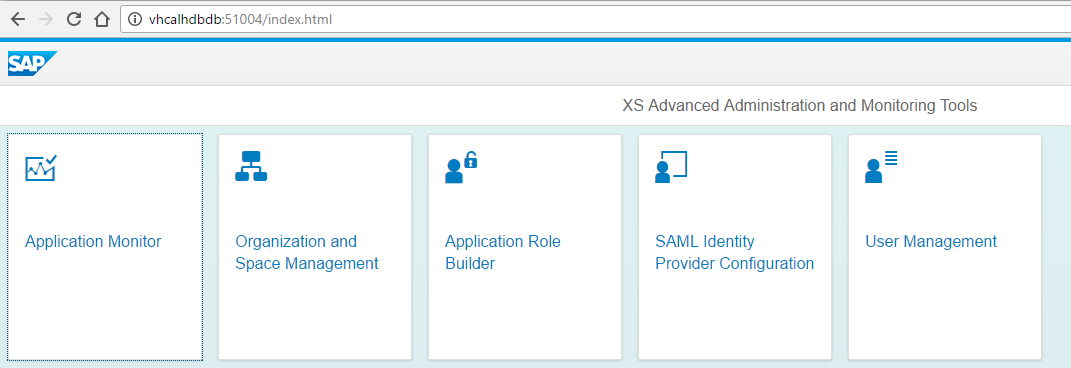 vhcalhdbdb:51004/index.html
SAP
XS Advanced Administration and Monitoring Tools
Application Monitor
Organization and
Space Management
Application Role
Builder
SAML Identity
Provider Configuration
User Management